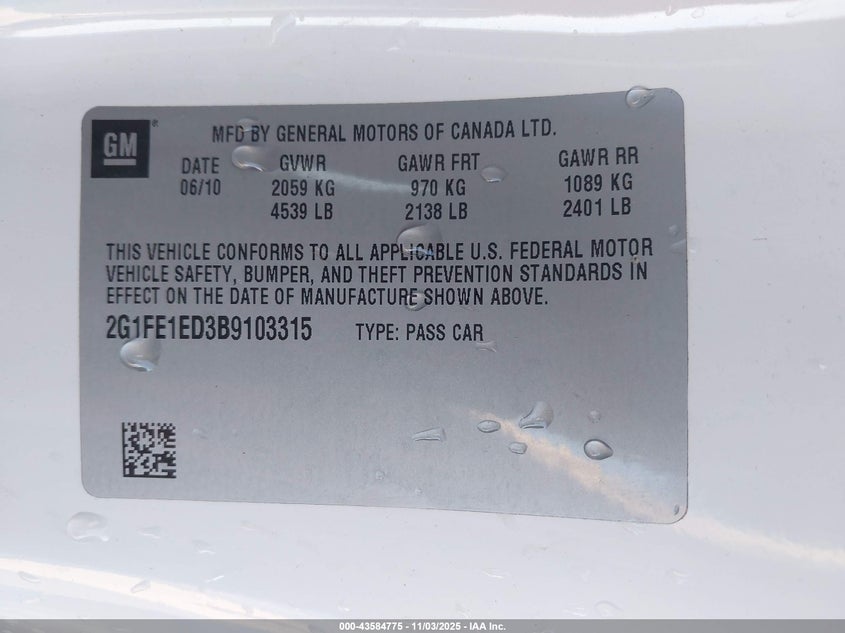 GM ®
MFD BY GENERAL MOTORS OF CANADA LTD.
DATE GVWR GAWR FRT GAWR RR
06/10 2059 KG 970 KG 1089 KG
4539 LB 2138 LB 2401 LB
THIS VEHICLE CONFORMS TO ALL APPLICABLE U.S. FEDERAL MOTOR
VEHICLE SAFETY, BUMPER, AND THEFT PREVENTION STANDARDS IN
EFFECT ON THE DATE OF MANUFACTURE SHOWN ABOVE.
2G1FE1ED3B9103315 TYPE: PASS CAR
000-43584775 - 11/03/2025 - IAA Inc.